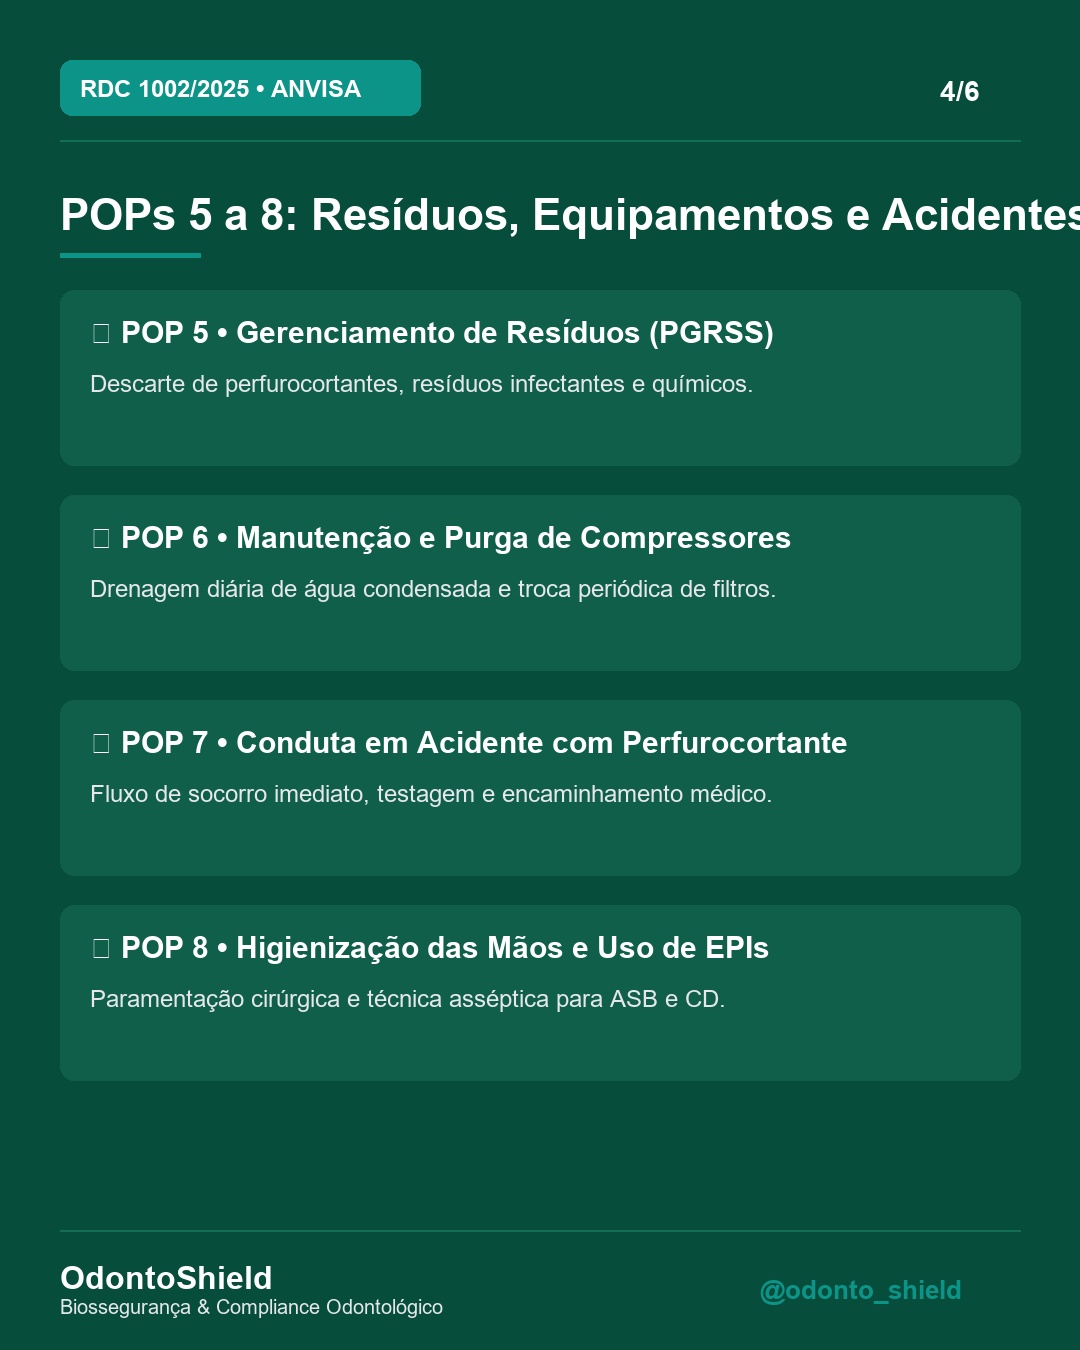 RDC 1002/2025 • ANVISA
4/6
POPs 5 a 8: Resíduos, Equipamentos e Acidentes
POP 5 • Gerenciamento de Resíduos (PGRSS)
Descarte de perfurocortantes, resíduos infectantes e químicos.
POP 6 • Manutenção e Purga de Compressores
Drenagem diária de água condensada e troca periódica de filtros.
POP 7 • Conduta em Acidente com Perfurocortante
Fluxo de socorro imediato, testagem e encaminhamento médico.
POP 8 • Higienização das Mãos e Uso de EPIs
Paramentação cirúrgica e técnica asséptica para ASB e CD.
OdontoShield
Biossegurança & Compliance Odontológico
@odonto_shield